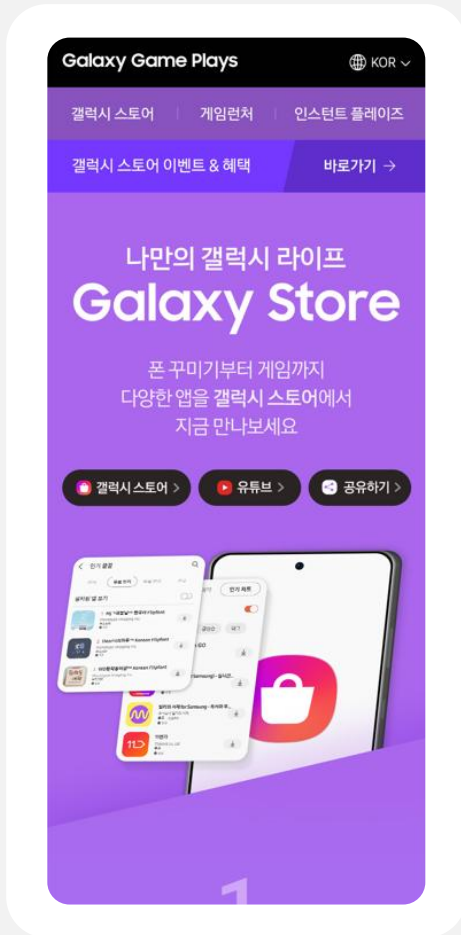 Galaxy Game Plays
KOR
갤럭시 스토어
게임런처
인스턴트 플레이즈
갤럭시 스토어 이벤트 & 혜택
바로가기 →
나만의 갤럭시 라이프
Galaxy Store
폰 꾸미기부터 게임까지
다양한 앱을 갤럭시 스토어에서
지금 만나보세요
갤럭시 스토어 >
유튜브 >
공유하기 >
인기 차트
11
1